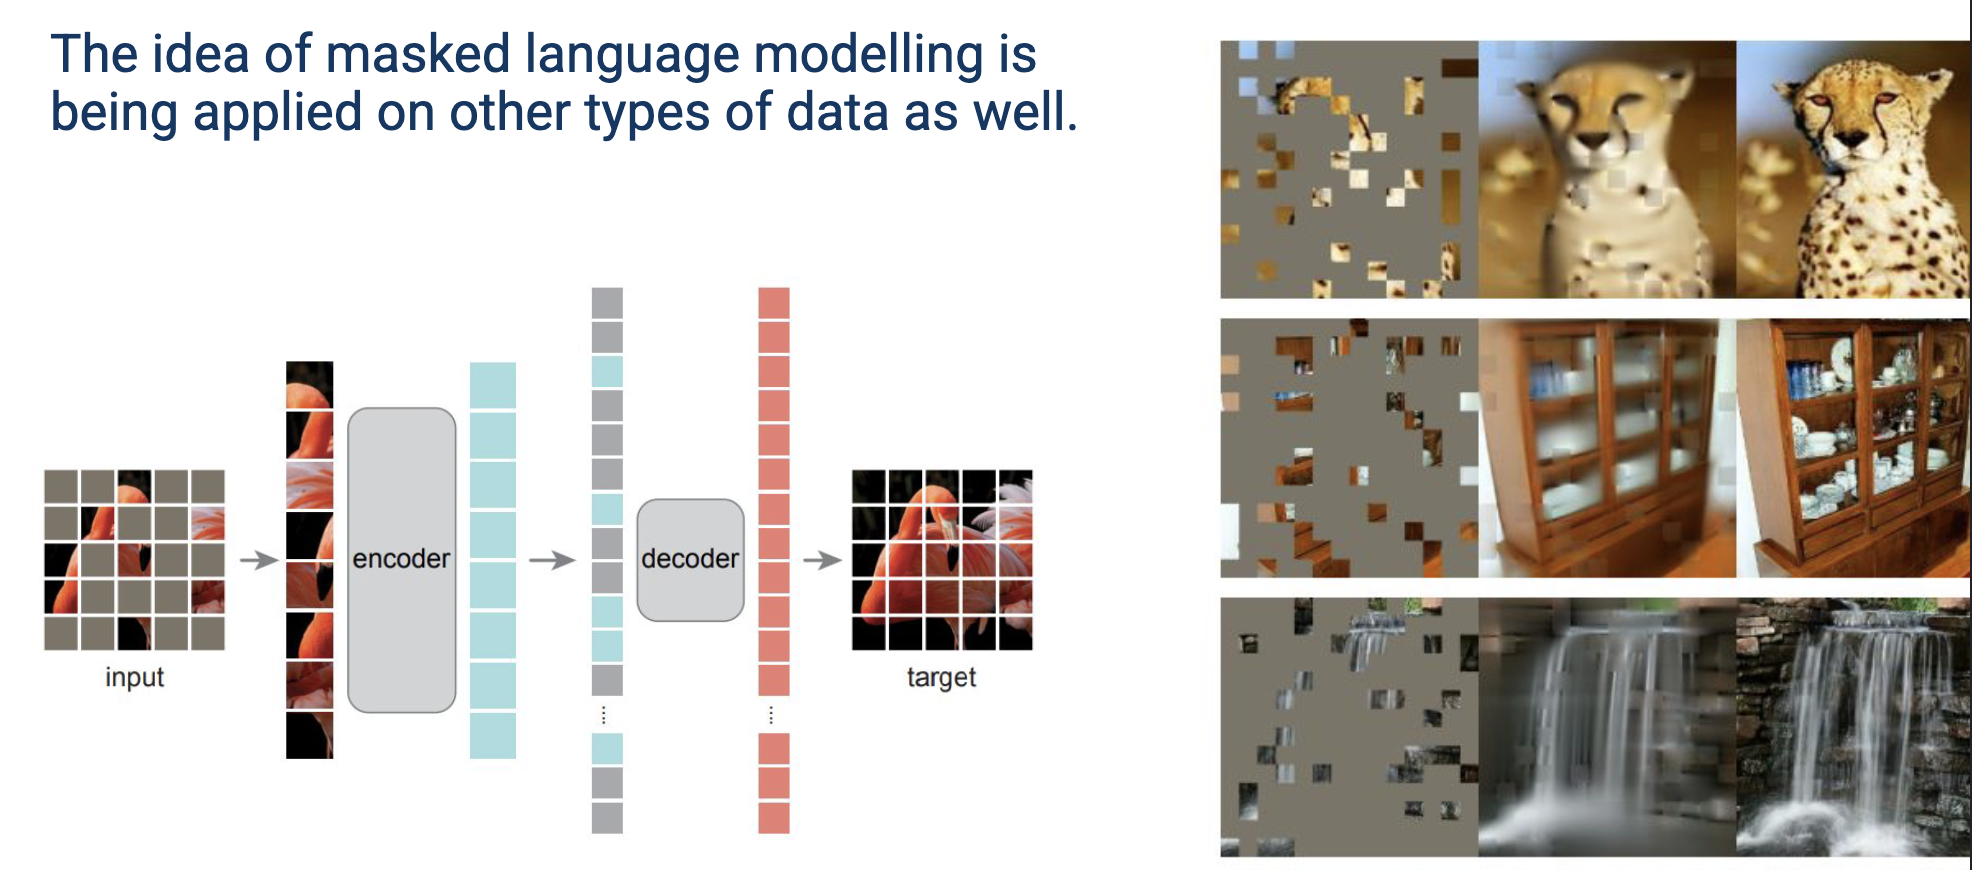 The idea of masked language modelling is
being applied on other types of data as well.
input
encoder
decoder
target